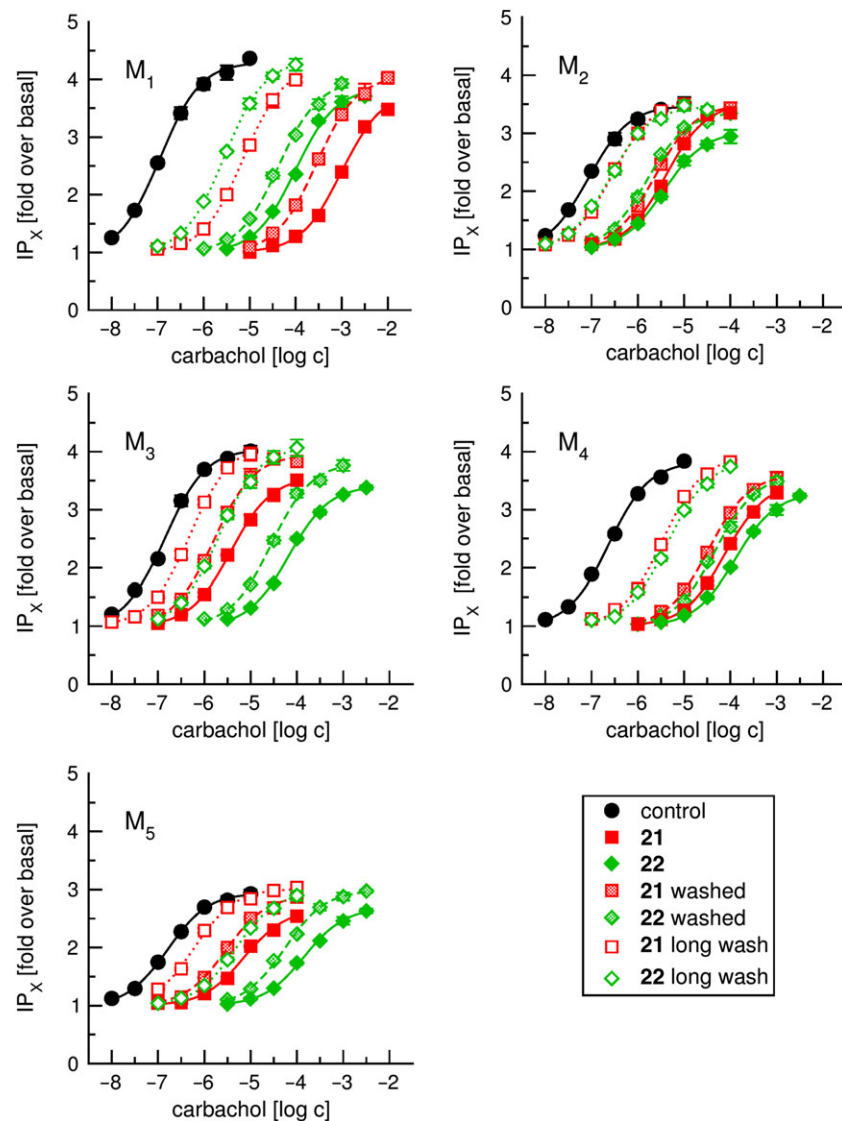 M1
IPX [fold over basal]
5
4
3
2
1
0
−8 −7 −6 −5 −4 −3 −2
carbachol [log c]
M2
IPX [fold over basal]
5
4
3
2
1
0
−8 −7 −6 −5 −4 −3 −2
carbachol [log c]
M3
IPX [fold over basal]
5
4
3
2
1
0
−8 −7 −6 −5 −4 −3 −2
carbachol [log c]
M4
IPX [fold over basal]
5
4
3
2
1
0
−8 −7 −6 −5 −4 −3 −2
carbachol [log c]
M5
IPX [fold over basal]
5
4
3
2
1
0
−8 −7 −6 −5 −4 −3 −2
carbachol [log c]
control
21
22
21 washed
22 washed
21 long wash
22 long wash